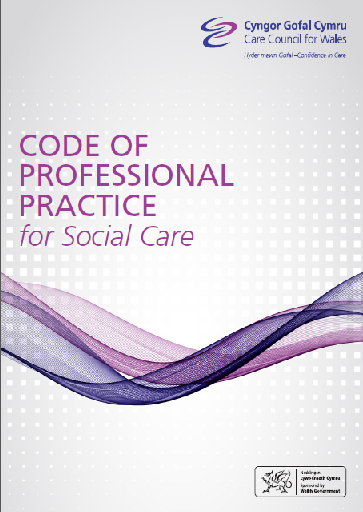 Cyngor Gofal Cymru
Care Council for Wales
Hyder mewn Gofal–Confidence in Care
CODE OF
PROFESSIONAL
PRACTICE
for Social Care
Noddir gan
Lywodraeth Cymru
Sponsored by
Welsh Government